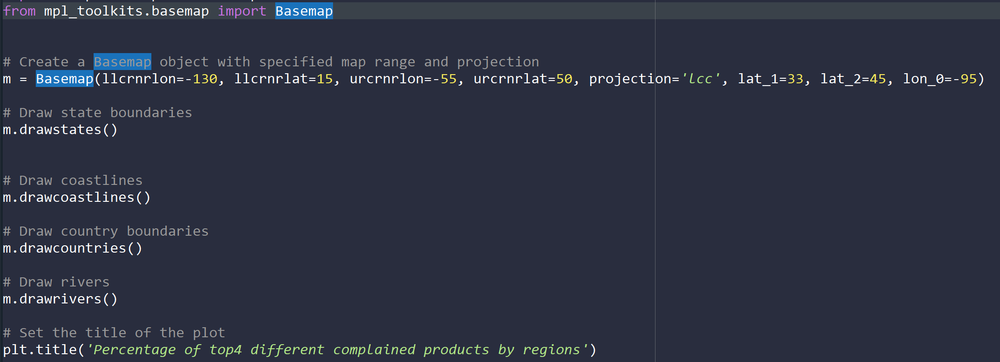 from mpl_toolkits.basemap import Basemap
# Create a Basemap object with specified map range and projection
m = Basemap(llcrnrlon=-130, llcrnrlat=15, urcrnrlon=-55, urcrnrlat=50, projection='lcc', lat_1=33, lat_2=45, lon_0=-95)
# Draw state boundaries
m.drawstates()
# Draw coastlines
m.drawcoastlines()
# Draw country boundaries
m.drawcountries()
# Draw rivers
m.drawrivers()
# Set the title of the plot
plt.title('Percentage of top4 different complained products by regions')